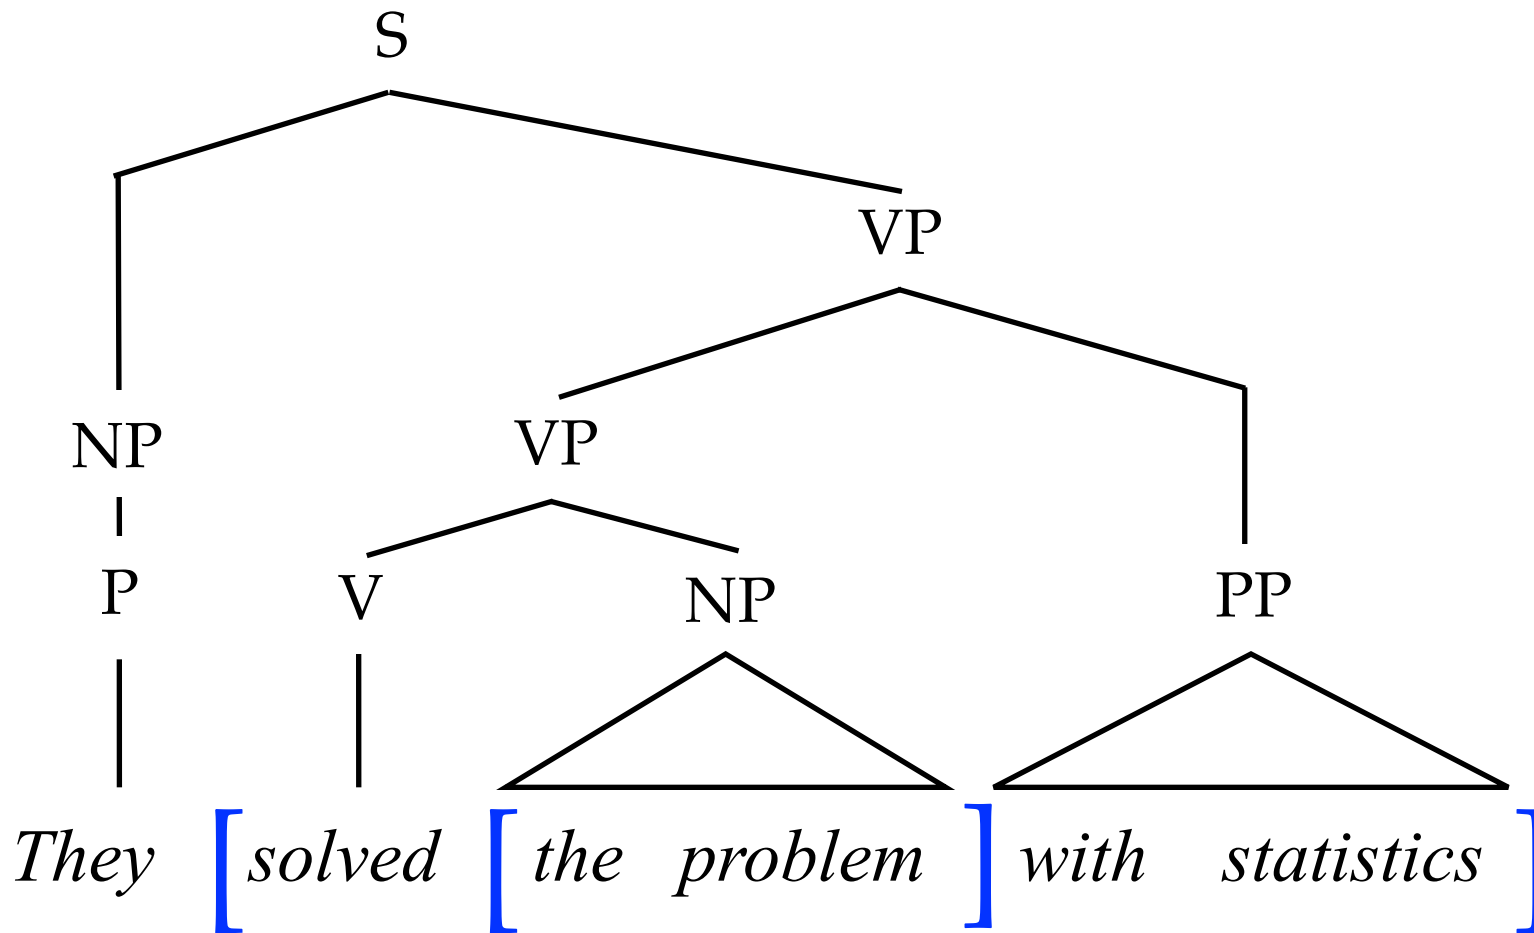 S
VP
NP VP
P V NP PP
They [ solved [ the problem ] with statistics ]